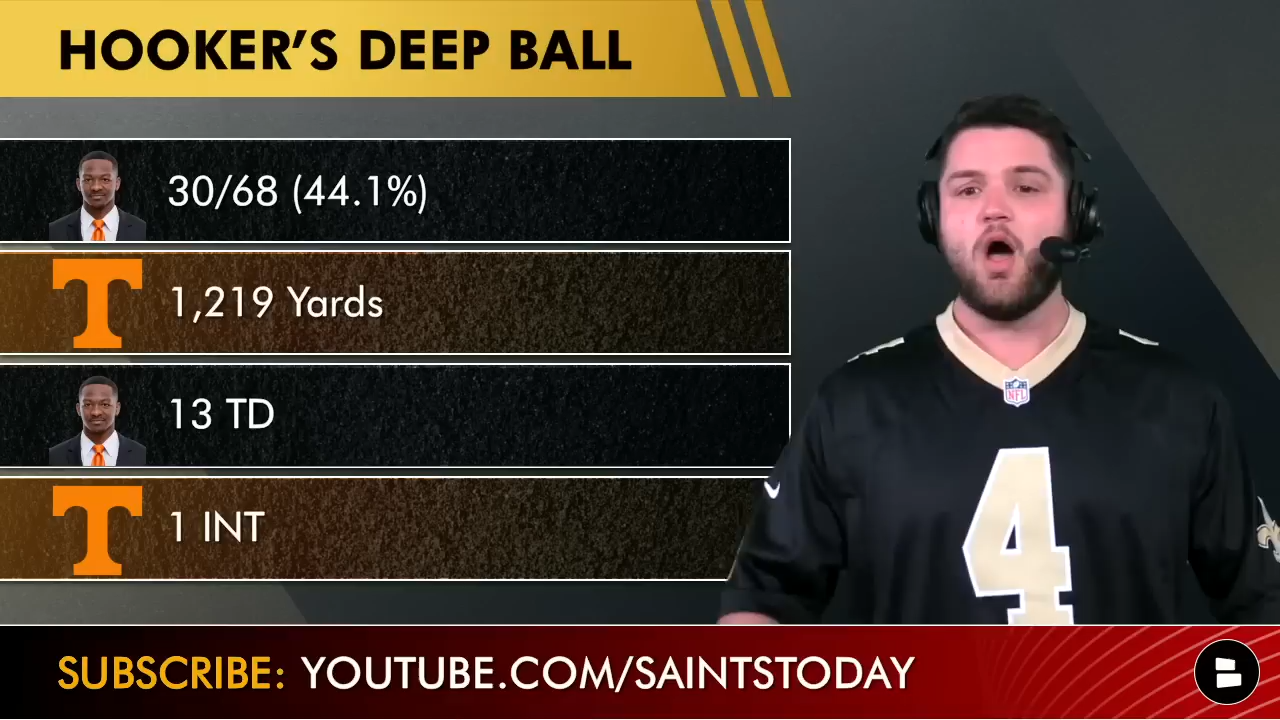 HOOKER'S DEEP BALL
30/68 (44.1%)
T
1,219 Yards
13 TD
T
1 INT
NFL
4
SUBSCRIBE: YOUTUBE.COM/SAINTSTODAY